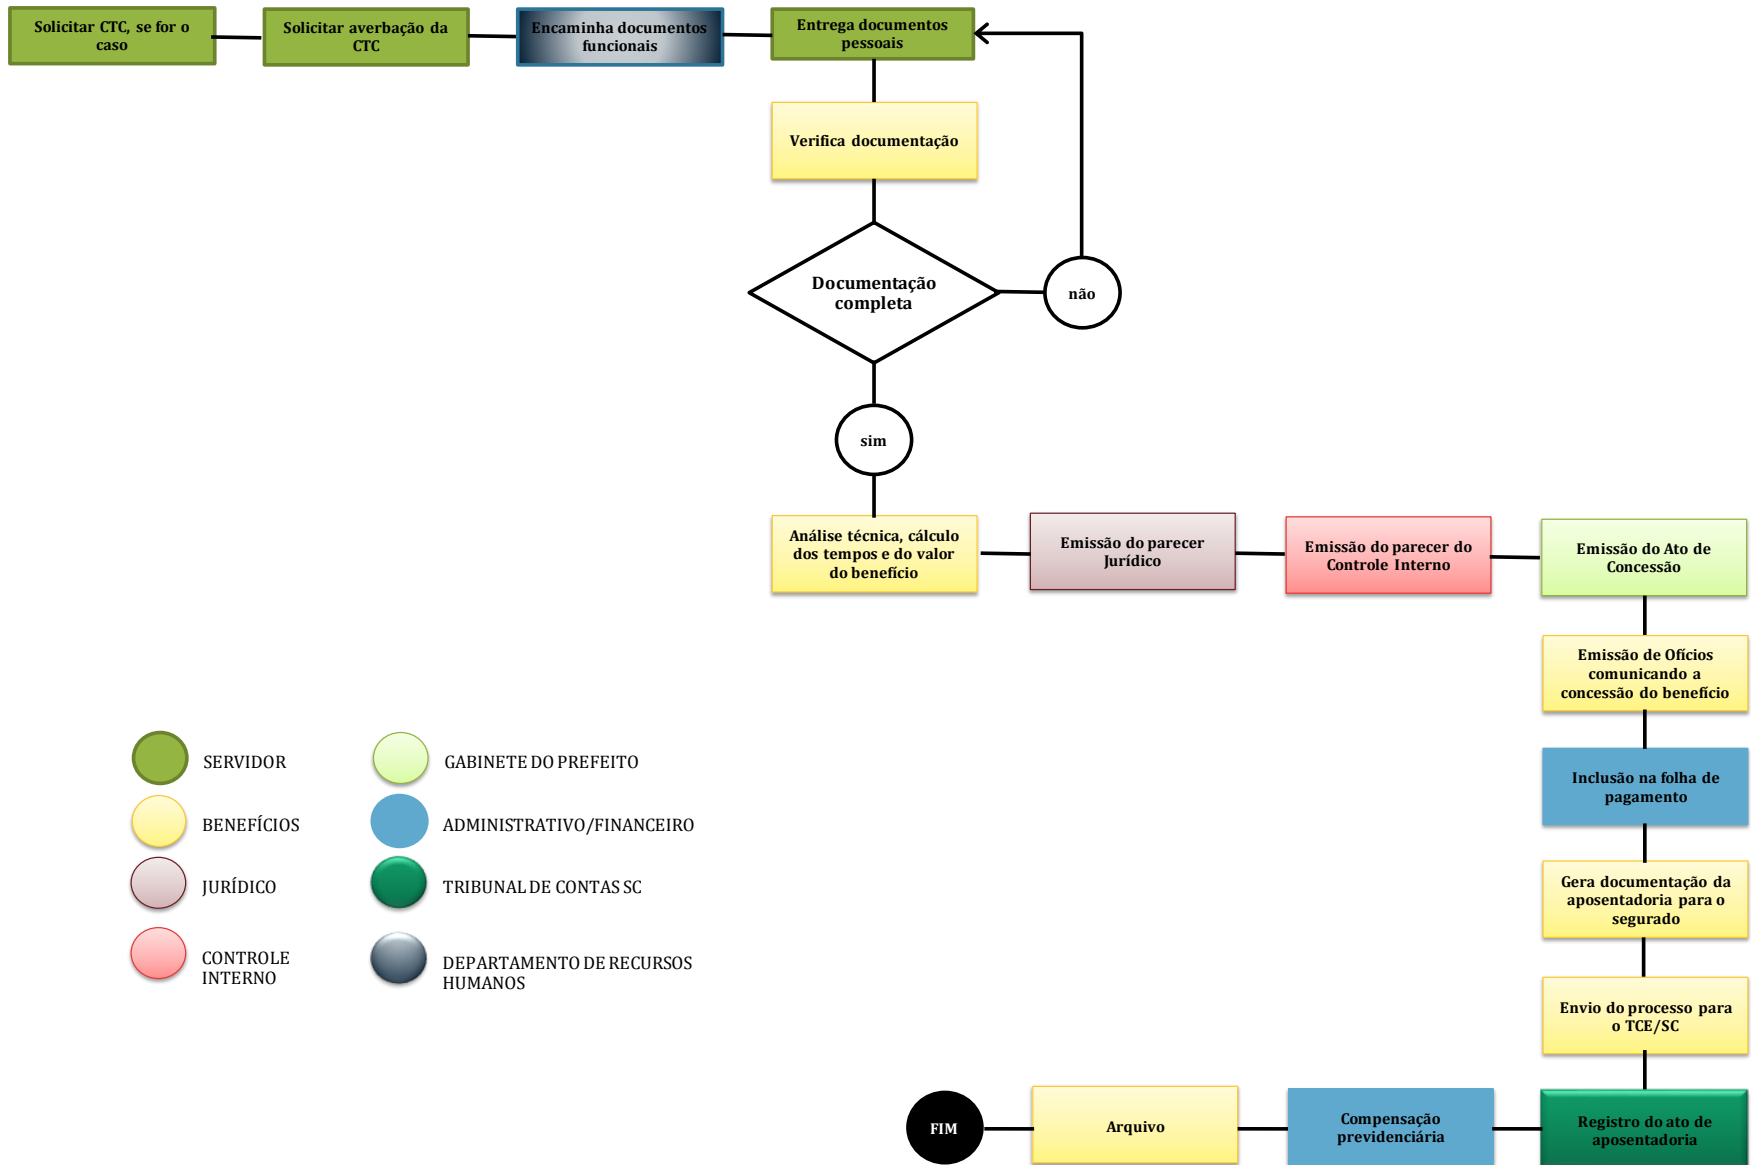 Solicitar CTC, se for o
caso
Solicitar averbação da
CTC
Encaminha documentos
funcionais
Entrega documentos
pessoais
Verifica documentação
Documentação
completa
não
sim
Análise técnica, cálculo
dos tempos e do valor
do benefício
Emissão do parecer
Jurídico
Emissão do parecer do
Controle Interno
Emissão do Ato de
Concessão
Emissão de Ofícios
comunicando a
concessão do benefício
Inclusão na folha de
pagamento
Gera documentação da
aposentadoria para o
segurado
Envio do processo para
o TCE/SC
Registro do ato de
aposentadoria
Compensação
previdenciária
Arquivo
FIM
SERVIDOR
BENEFÍCIOS
JURÍDICO
CONTROLE
INTERNO
GABINETE DO PREFEITO
ADMINISTRATIVO/FINANCEIRO
TRIBUNAL DE CONTAS SC
DEPARTAMENTO DE RECURSOS
HUMANOS